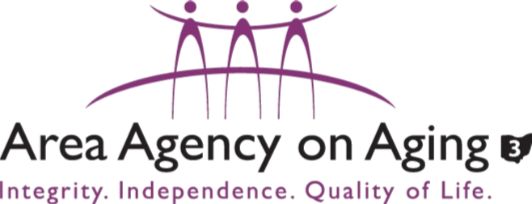 Area Agency on Aging 3
Integrity. Independence. Quality of Life.